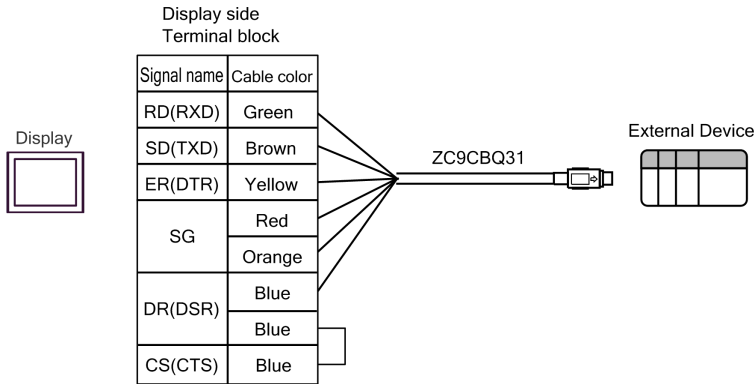 Display side
Terminal block
Signal name Cable color
RD(RXD) Green
SD(TXD) Brown
ER(DTR) Yellow
SG Red
Orange
DR(DSR) Blue
Blue
CS(CTS) Blue
Display
ZC9CBQ31
External Device